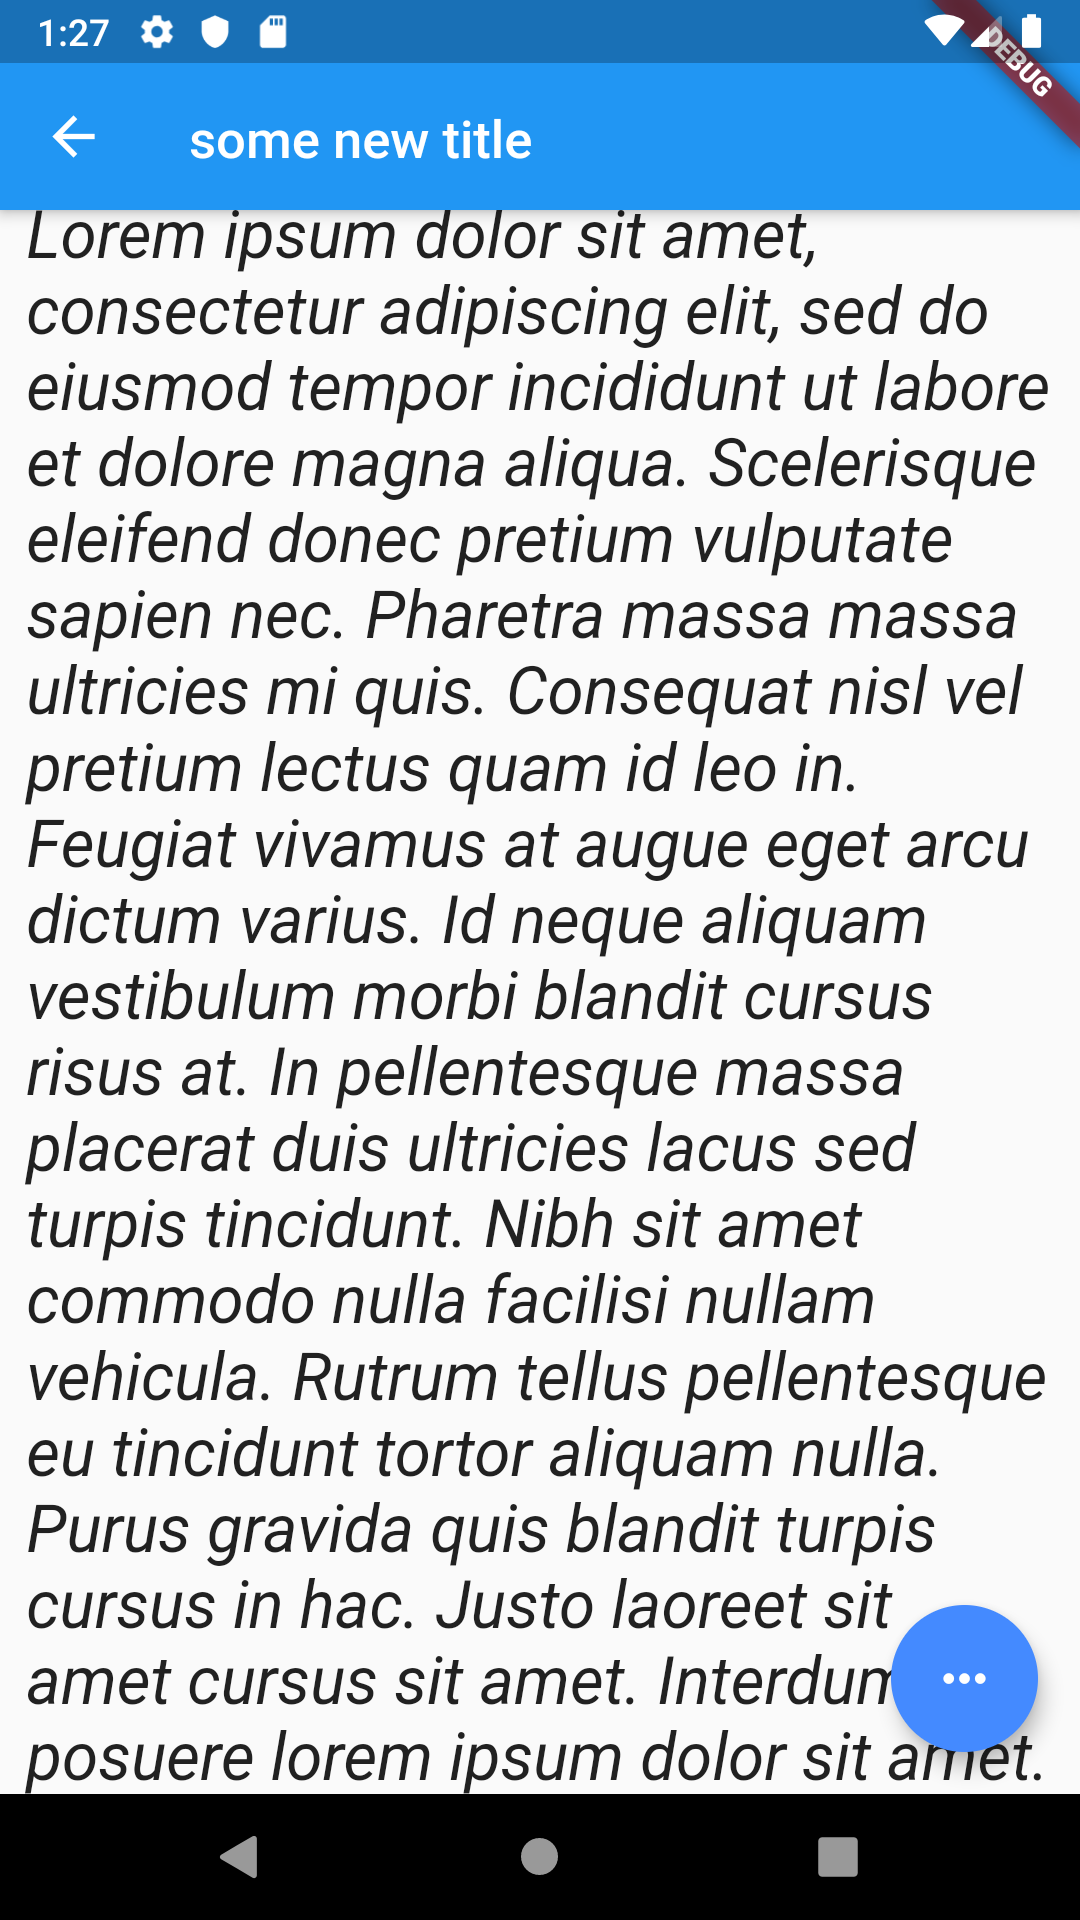 1:27
DEBUG
some new title
Lorem ipsum dolor sit amet,
consectetur adipiscing elit, sed do
eiusmod tempor incididunt ut labore
et dolore magna aliqua. Scelerisque
eleifend donec pretium vulputate
sapien nec. Pharetra massa massa
ultricies mi quis. Consequat nisl vel
pretium lectus quam id leo in.
Feugiat vivamus at augue eget arcu
dictum varius. Id neque aliquam
vestibulum morbi blandit cursus
risus at. In pellentesque massa
placerat duis ultricies lacus sed
turpis tincidunt. Nibh sit amet
commodo nulla facilisi nullam
vehicula. Rutrum tellus pellentesque
eu tincidunt tortor aliquam nulla.
Purus gravida quis blandit turpis
cursus in hac. Justo laoreet sit
amet cursus sit amet. Interdum
posuere lorem ipsum dolor sit amet.